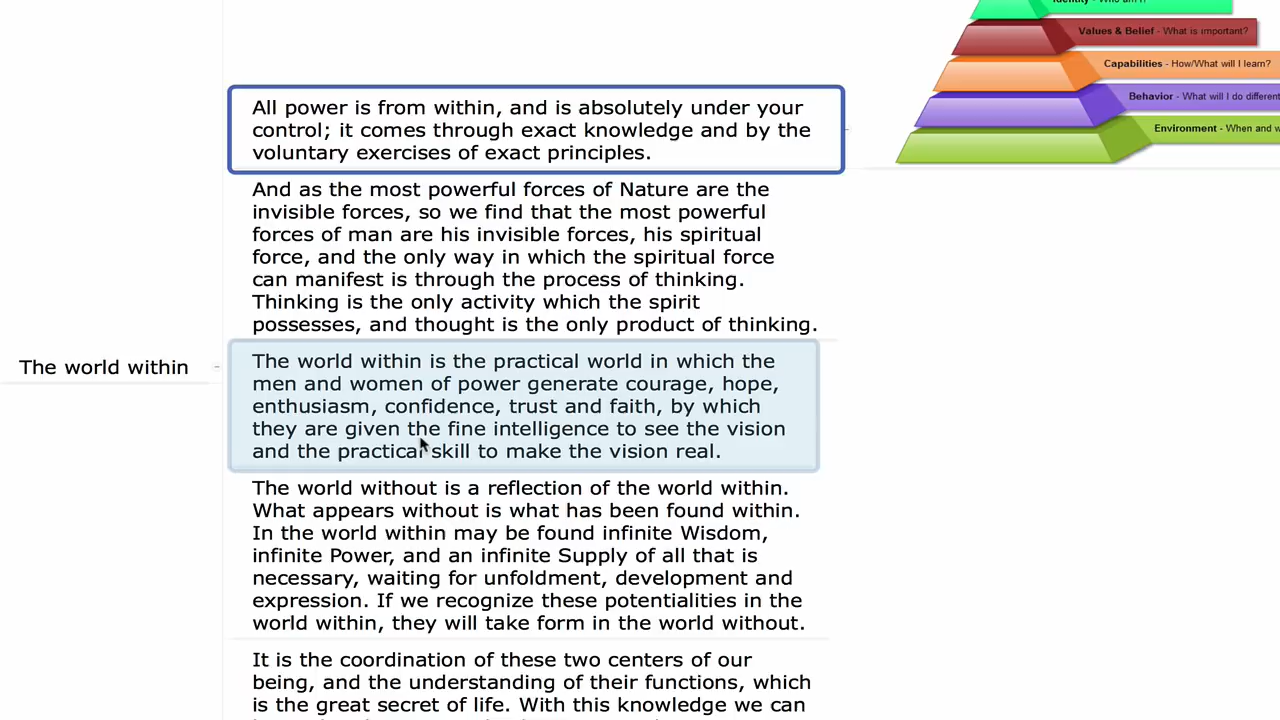 Identity - Who am I?
Values & Belief - What is important?
Capabilities - How/What will I learn?
Behavior - What will I do different
Environment - When and w
All power is from within, and is absolutely under your
control; it comes through exact knowledge and by the
voluntary exercises of exact principles.
And as the most powerful forces of Nature are the
invisible forces, so we find that the most powerful
forces of man are his invisible forces, his spiritual
force, and the only way in which the spiritual force
can manifest is through the process of thinking.
Thinking is the only activity which the spirit
possesses, and thought is the only product of thinking.
The world within
The world within is the practical world in which the
men and women of power generate courage, hope,
enthusiasm, confidence, trust and faith, by which
they are given the fine intelligence to see the vision
and the practical skill to make the vision real.
The world without is a reflection of the world within.
What appears without is what has been found within.
In the world within may be found infinite Wisdom,
infinite Power, and an infinite Supply of all that is
necessary, waiting for unfoldment, development and
expression. If we recognize these potentialities in the
world within, they will take form in the world without.
It is the coordination of these two centers of our
being, and the understanding of their functions, which
is the great secret of life. With this knowledge we can